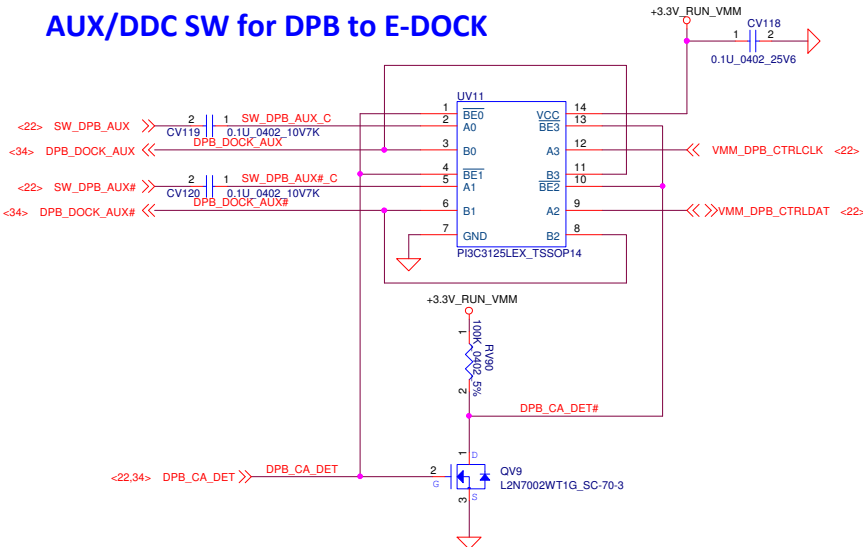 AUX/DDC SW for DPB to E-DOCK
+3.3V_RUN_VMM
CV118
1 2
0.1U_0402_25V6
UV11
1 BE0 VCC 14
<22> SW_DPB_AUX 2 1 SW_DPB_AUX_C 2 A0 BE3 13
CV119 0.1U_0402_10V7K
<34> DPB_DOCK_AUX DPB_DOCK_AUX 3 B0 A3 12 VMM_DPB_CTRLCLK <22>
4 BE1 B3 11
<22> SW_DPB_AUX# 2 1 SW_DPB_AUX#_C 5 A1 BE2 10
CV120 0.1U_0402_10V7K
<34> DPB_DOCK_AUX# DPB_DOCK_AUX# 6 B1 A2 9 VMM_DPB_CTRLDAT <22>
7 GND B2 8
PI3C3125LEX_TSSOP14
+3.3V_RUN_VMM
1
RV90
100K_0402_5%
2
DPB_CA_DET#
1 D
<22,34> DPB_CA_DET DPB_CA_DET 2 G QV9
L2N7002WT1G_SC-70-3
3 S